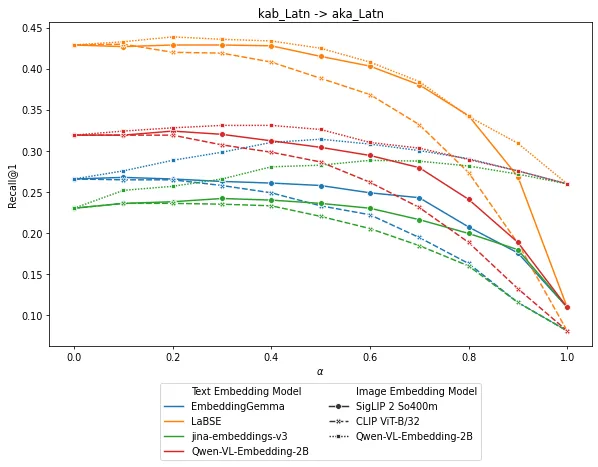 kab_Latn -> aka_Latn
Recall@1
0.45
0.40
0.35
0.30
0.25
0.20
0.15
0.10
0.0 0.2 0.4 0.6 0.8 1.0
α
Text Embedding Model Image Embedding Model
EmbeddingGemma SigLIP 2 So400m
LaBSE CLIP ViT-B/32
jina-embeddings-v3 Qwen-VL-Embedding-2B
Qwen-VL-Embedding-2B